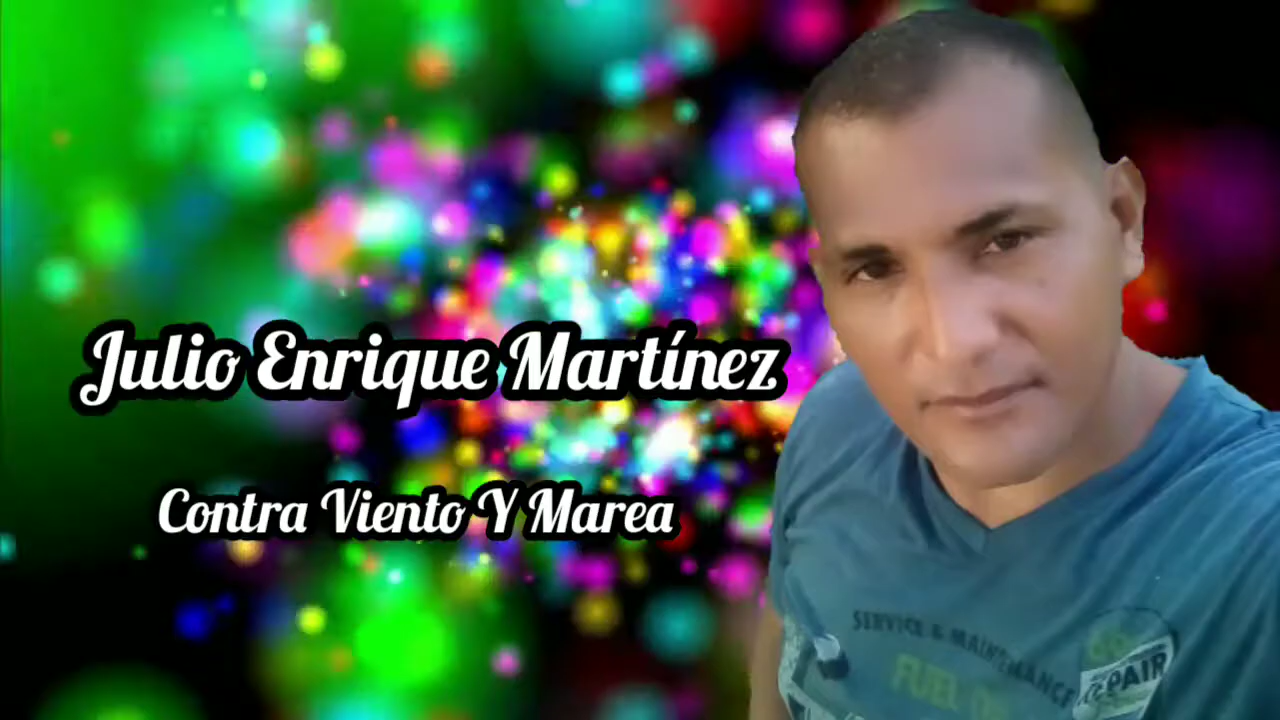 Julio Enrique Martínez
Contra Viento Y Marea
SERVICE & MAINTENANCE
FUEL
REPAIR